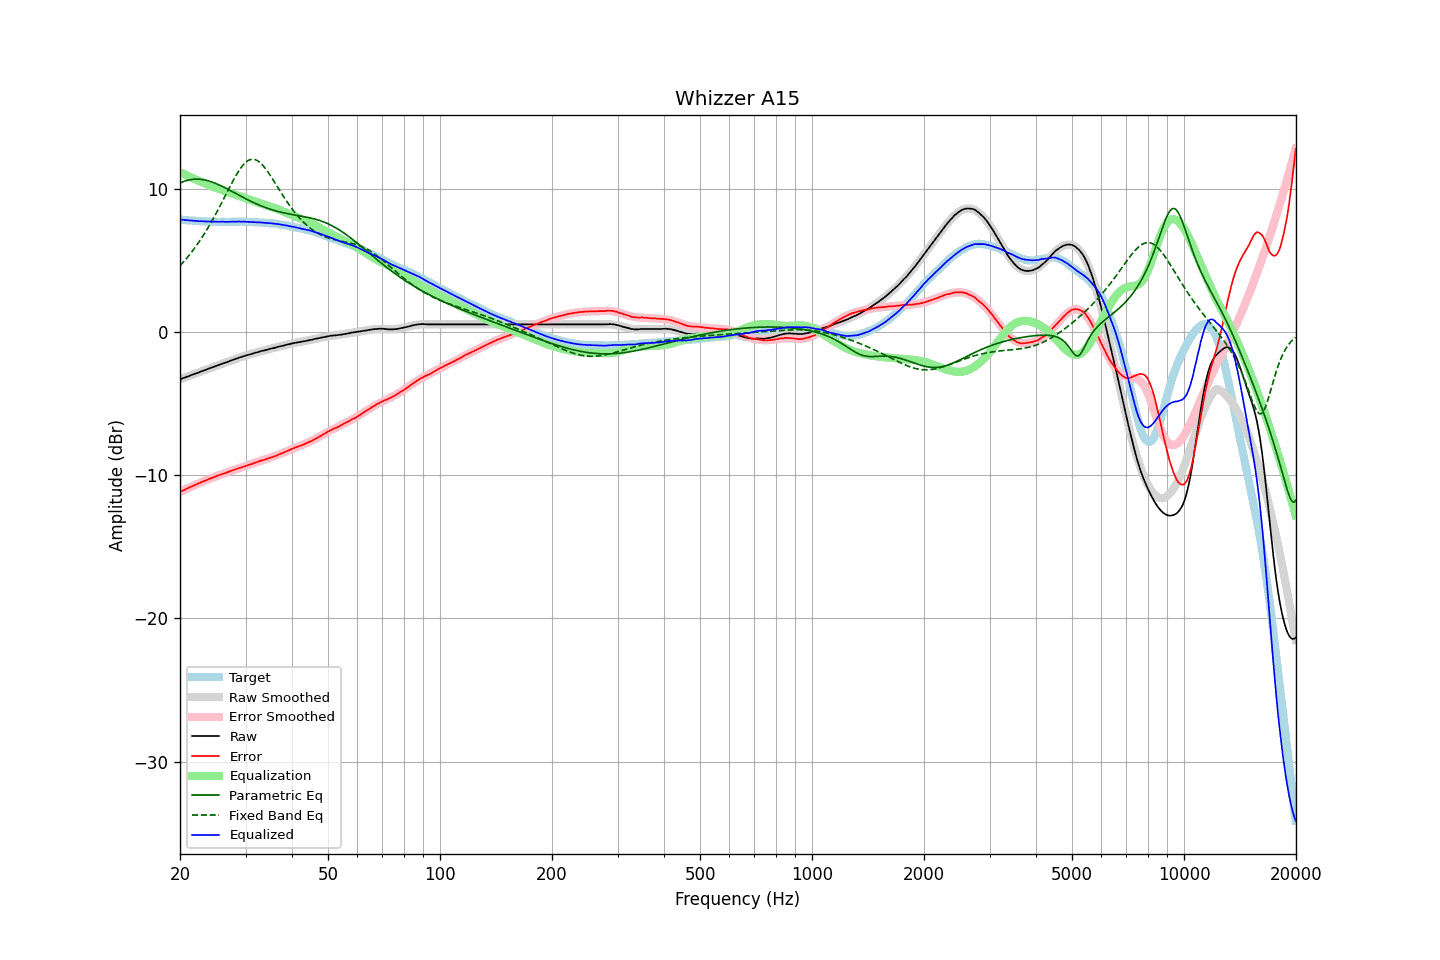 Whizzer A15
Amplitude (dBr)
10
0
−10
−20
−30
Target
Raw Smoothed
Error Smoothed
Raw
Error
Equalization
Parametric Eq
Fixed Band Eq
Equalized
20 50 100 200 500 1000 2000 5000 10000 20000
Frequency (Hz)